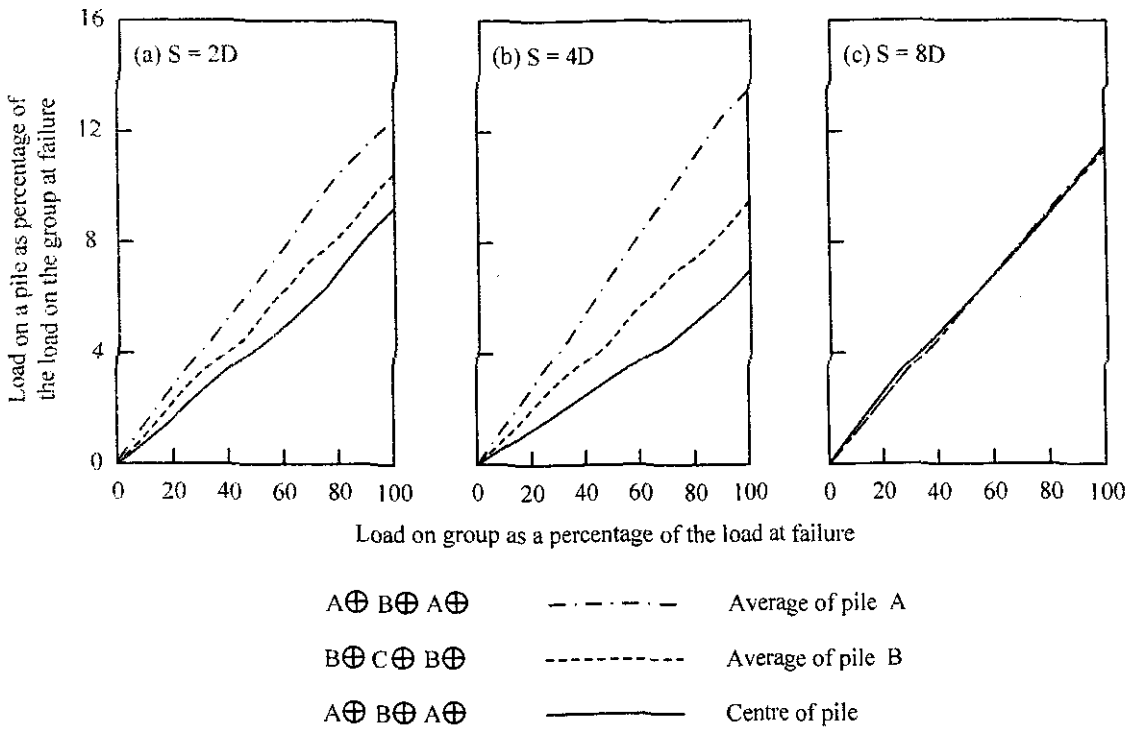 (a) S = 2D
(b) S = 4D
(c) S = 8D
Load on a pile as percentage of
the load on the group at failure
16
12
8
4
0
0 20 40 60 80 100
0 20 40 60 80 100
0 20 40 60 80 100
Load on group as a percentage of the load at failure
A B A
Average of pile A
B C B
Average of pile B
A B A
Centre of pile